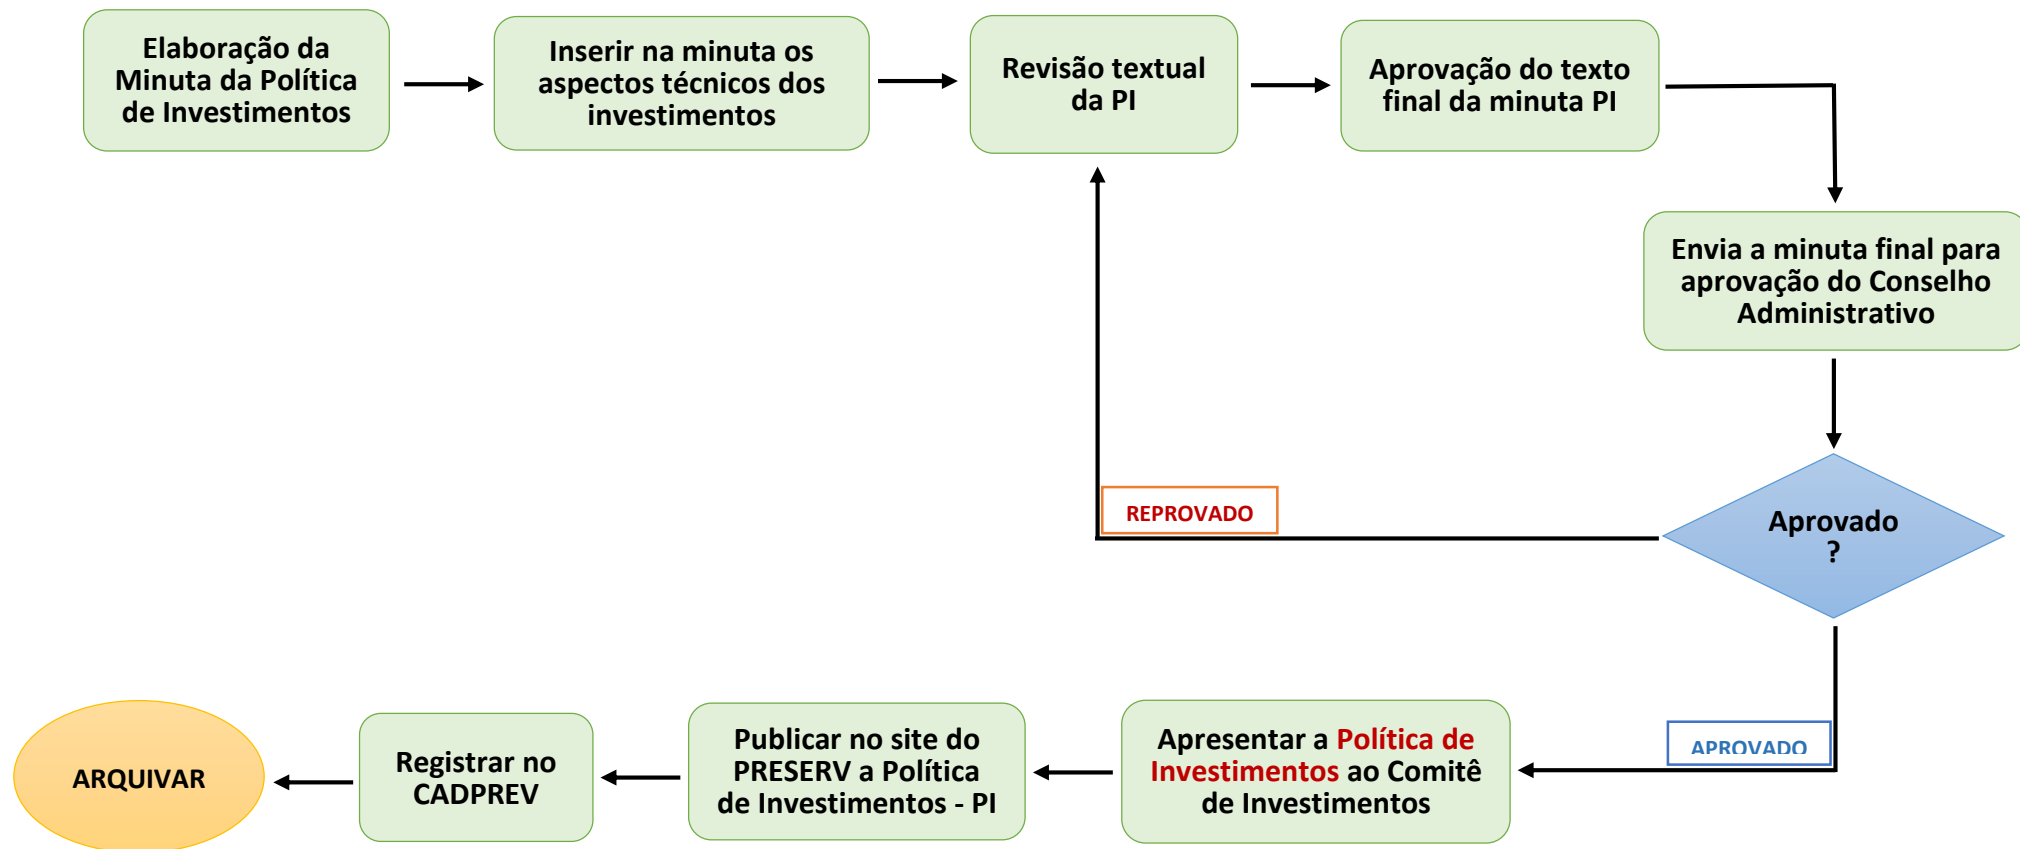 Elaboração da
Minuta da Política
de Investimentos
Inserir na minuta os
aspectos técnicos dos
investimentos
Revisão textual
da PI
Aprovação do texto
final da minuta PI
Envia a minuta final para
aprovação do Conselho
Administrativo
REPROVADO
Aprovado
?
APROVADO
Apresentar a Política de
Investimentos ao Comitê
de Investimentos
Publicar no site do
PRESERV a Política
de Investimentos - PI
Registrar no
CADPREV
ARQUIVAR